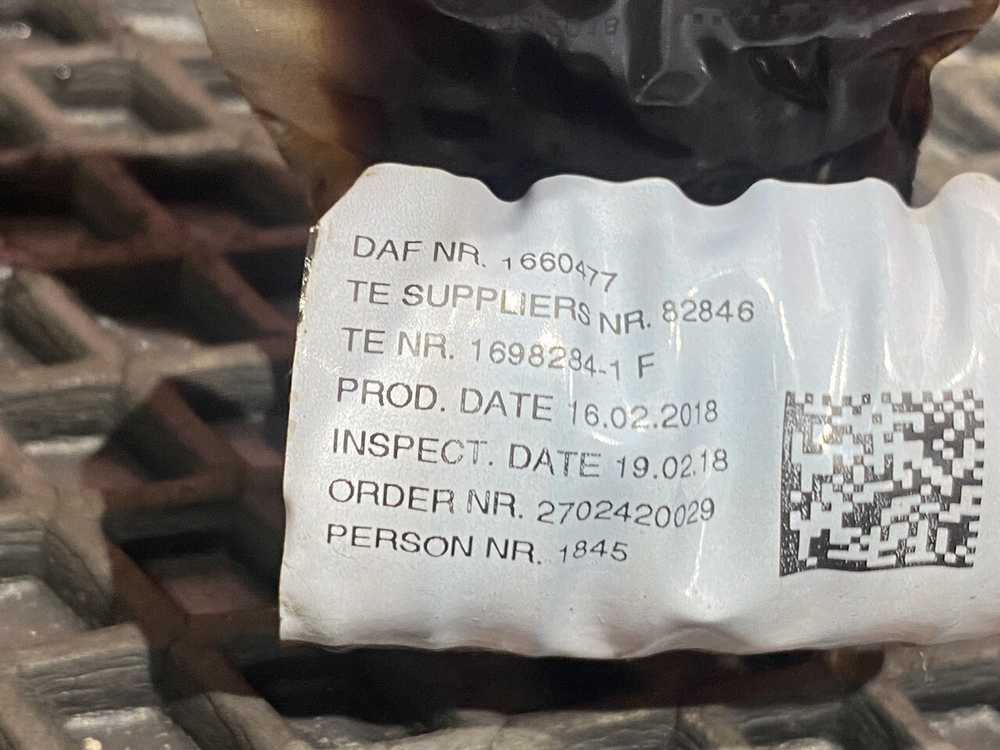 DAF NR. 1660477
TE SUPPLIERS NR. 82846
TE NR. 1698284-1 F
PROD. DATE 16.02.2018
INSPECT. DATE 19.02.18
ORDER NR. 2702420029
PERSON NR. 1845